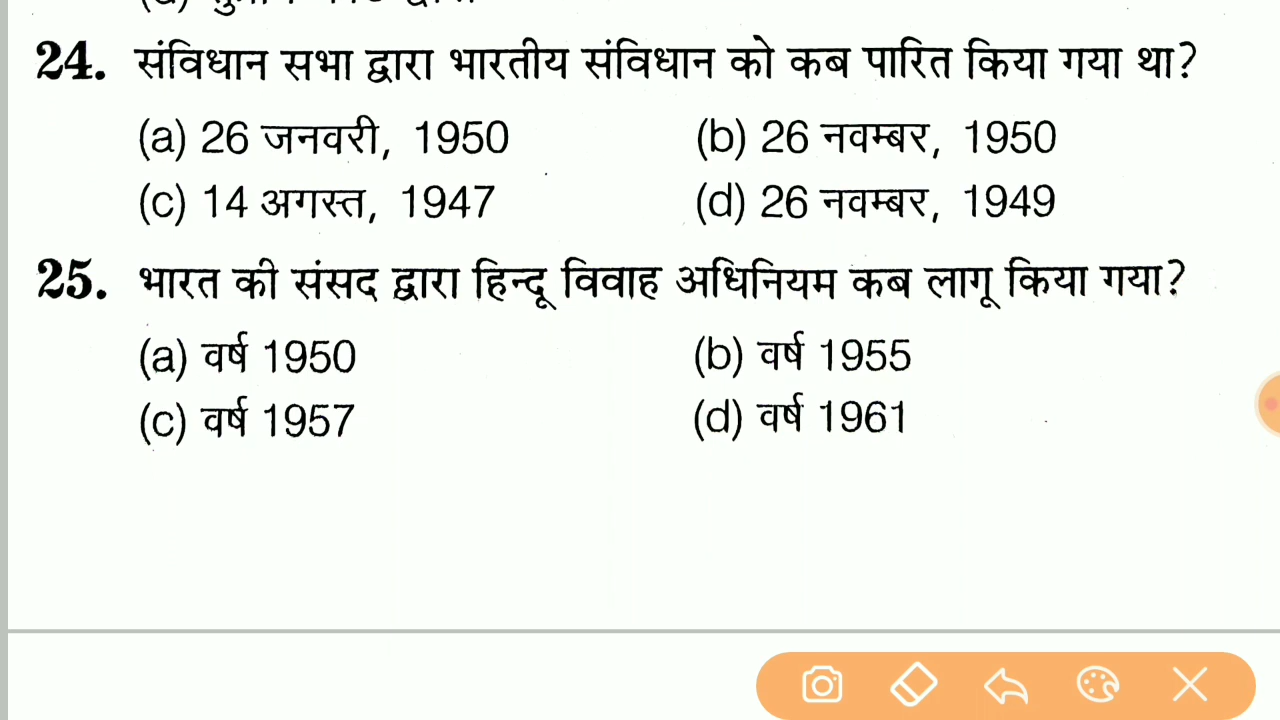 24. संविधान सभा द्वारा भारतीय संविधान को कब पारित किया गया था?
(a) 26 जनवरी, 1950 (b) 26 नवम्बर, 1950
(c) 14 अगस्त, 1947 (d) 26 नवम्बर, 1949
25. भारत की संसद द्वारा हिन्दू विवाह अधिनियम कब लागू किया गया?
(a) वर्ष 1950 (b) वर्ष 1955
(c) वर्ष 1957 (d) वर्ष 1961